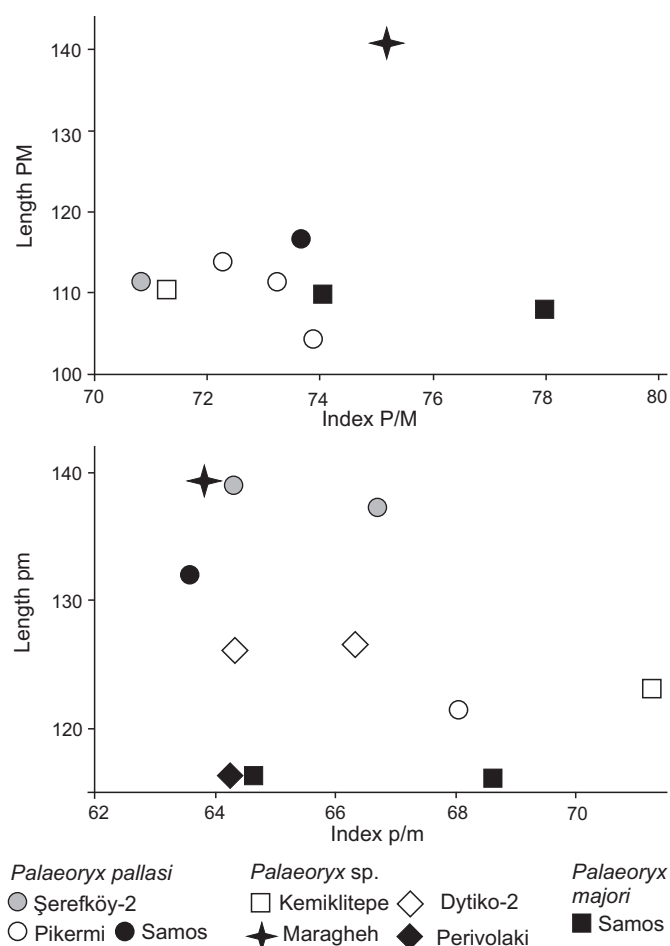 Length PM
140
130
120
110
100
70 72 74 76 78 80
Index P/M
Length pm
140
130
120
62 64 66 68 70
Index p/m
Palaeoryx pallasi
Şerefköy-2
Pikermi Samos
Palaeoryx sp.
Kemiklitepe Dytiko-2
Maragheh Perivolaki
Palaeoryx
majori
Samos